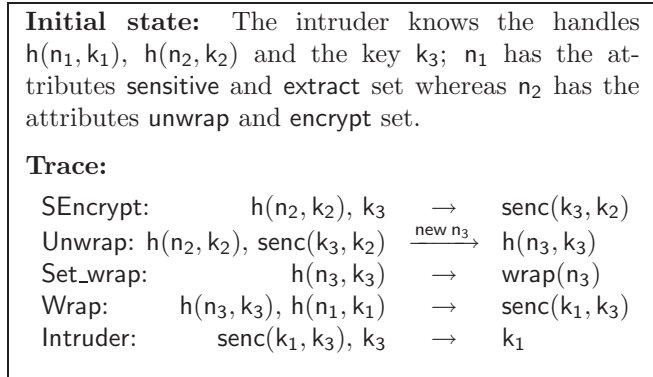 Initial state: The intruder knows the handles
h(n₁, k₁), h(n₂, k₂) and the key k₃; n₁ has the at-
tributes sensitive and extract set whereas n₂ has the
attributes unwrap and encrypt set.
Trace:
SEncrypt: h(n₂, k₂), k₃ → senc(k₃, k₂)
Unwrap: h(n₂, k₂), senc(k₃, k₂) new n₃ → h(n₃, k₃)
Set_wrap: h(n₃, k₃) → wrap(n₃)
Wrap: h(n₃, k₃), h(n₁, k₁) → senc(k₁, k₃)
Intruder: senc(k₁, k₃), k₃ → k₁